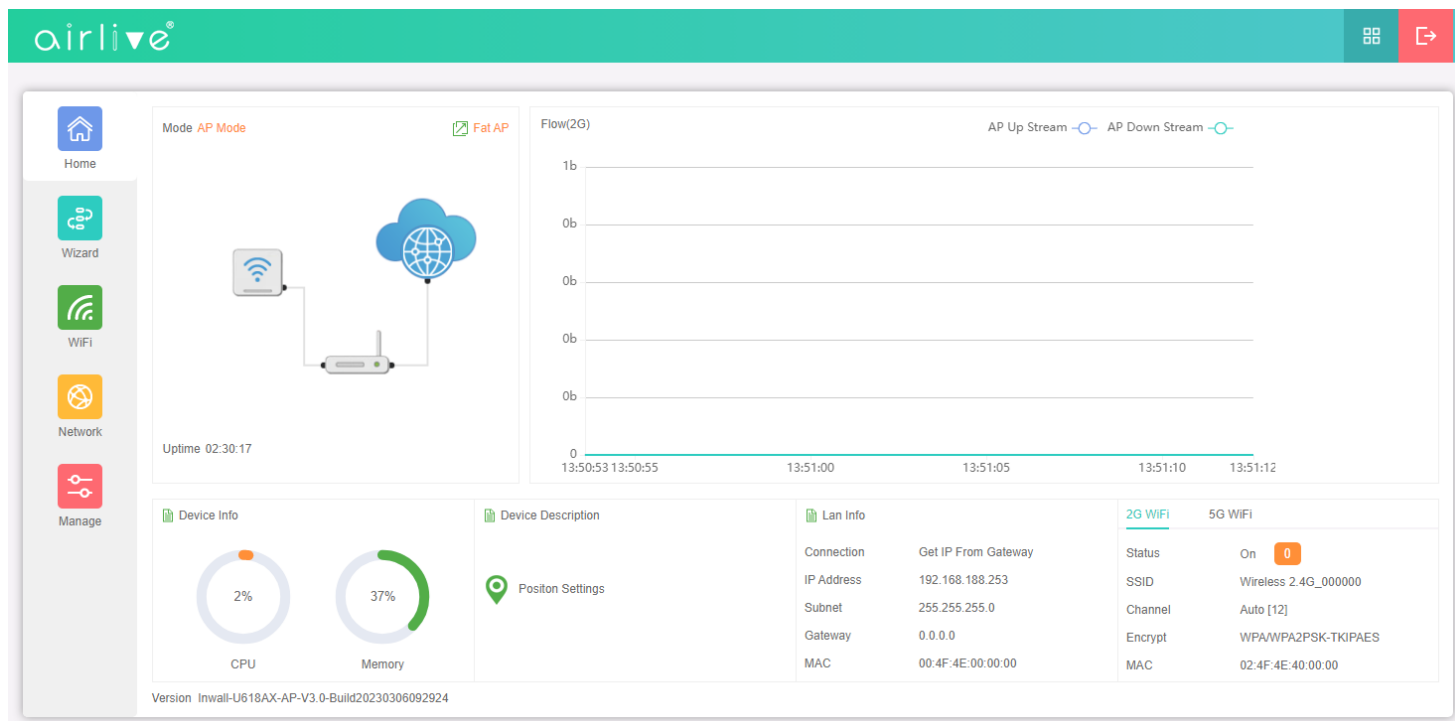 airlive®
Home
Wizard
WiFi
Network
Manage
Mode AP Mode
Fat AP
Uptime 02:30:17
Flow(2G)
AP Up Stream
AP Down Stream
1b
0b
0b
0b
0b
0
13:50:53 13:50:55 13:51:00 13:51:05 13:51:10 13:51:12
Device Info
2%
37%
CPU
Memory
Device Description
Positon Settings
Lan Info
Connection Get IP From Gateway
IP Address 192.168.188.253
Subnet 255.255.255.0
Gateway 0.0.0.0
MAC 00:4F:4E:00:00:00
2G WiFi 5G WiFi
Status On 0
SSID Wireless 2.4G_000000
Channel Auto [12]
Encrypt WPA/WPA2PSK-TKIPAES
MAC 02:4F:4E:40:00:00
Version Inwall-U618AX-AP-V3.0-Build20230306092924